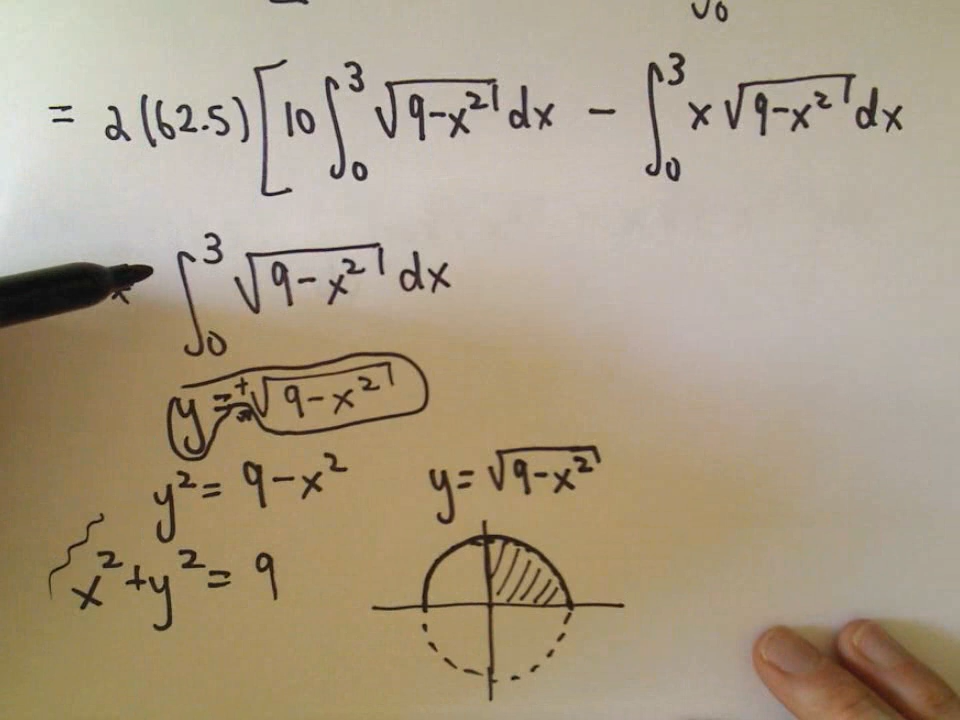 √0
= 2(62.5) [10 ∫₀³ √(9-x²) dx - ∫₀³ x √(9-x²) dx
∫₀³ √(9-x²) dx
y = + √(9-x²)
y² = 9-x²
y = √(9-x²)
x² + y² = 9